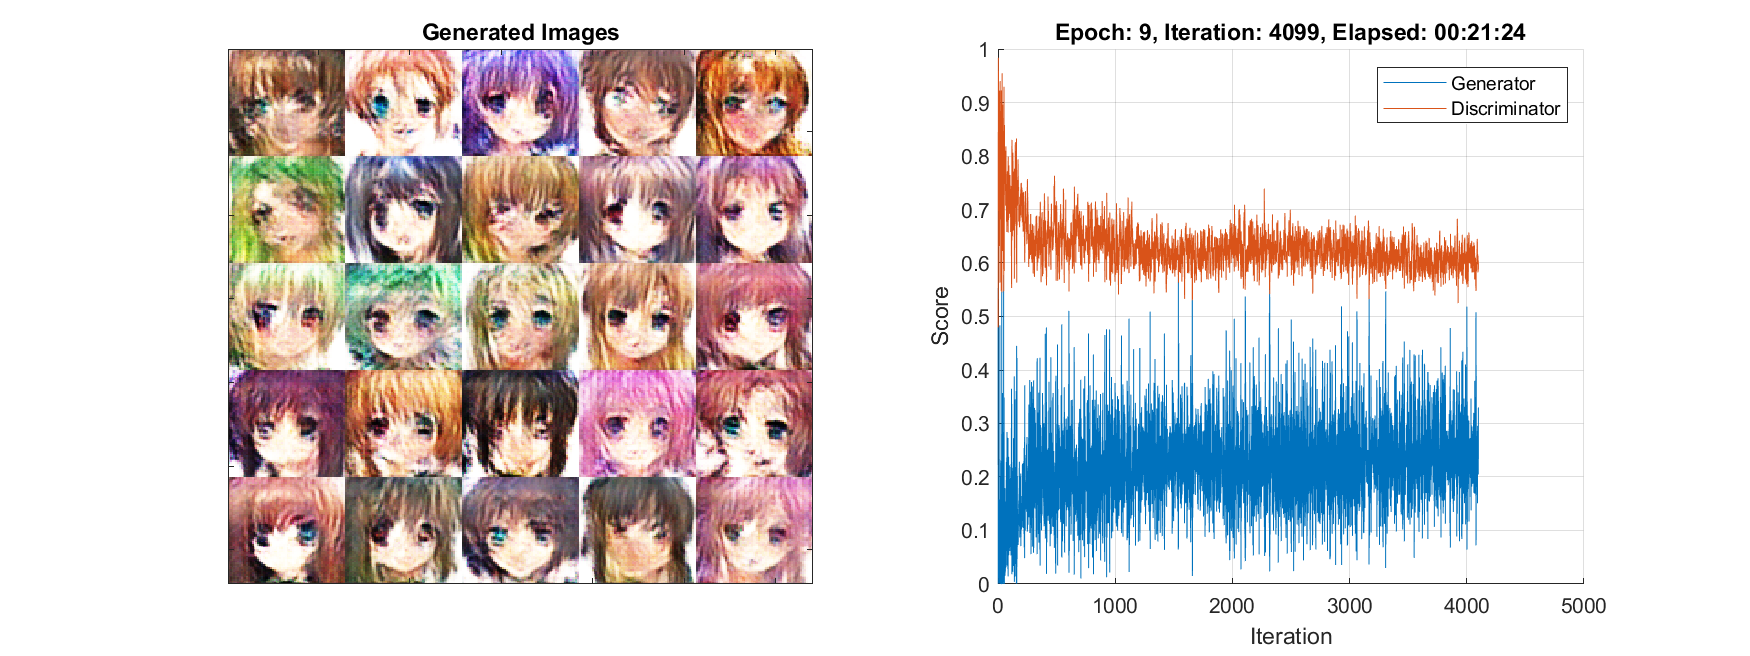 Generated Images
Epoch: 9, Iteration: 4099, Elapsed: 00:21:24
Generator
Discriminator
1
0.9
0.8
0.7
0.6
0.5
0.4
0.3
0.2
0.1
0
Score
0 1000 2000 3000 4000 5000
Iteration